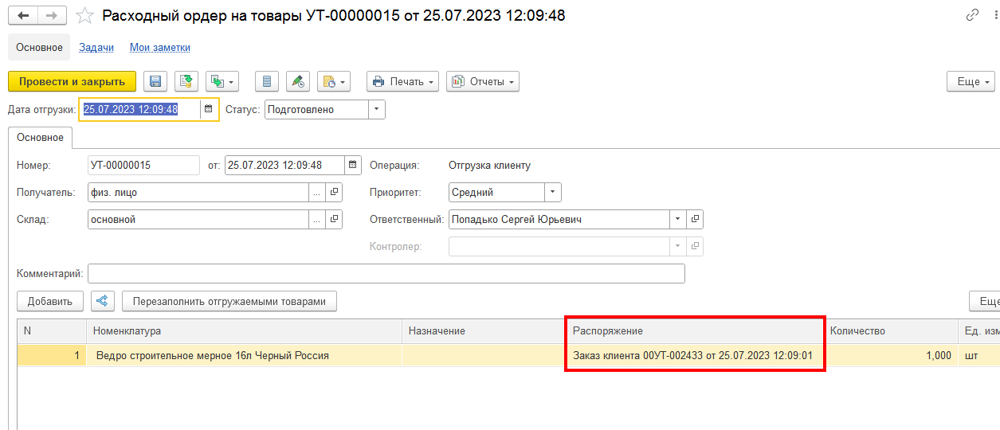 Расходный ордер на товары УТ-00000015 от 25.07.2023 12:09:48
Основное Задачи Мои заметки
Провести и закрыть Печать Отчеты Еще
Дата отгрузки: 25.07.2023 12:09:48 Статус: Подготовлено
Основное
Номер: УТ-00000015 от: 25.07.2023 12:09:48 Операция: Отгрузка клиенту
Получатель: физ. лицо ... Приоритет: Средний
Склад: основной ... Ответственный: Попадько Сергей Юрьевич
Контролер:
Комментарий:
Добавить Перезаполнить отгружаемыми товарами Еще
N Номенклатура Назначение Распоряжение Количество Ед. изм
1 Ведро строительное мерное 16л Черный Россия Заказ клиента 00УТ-002433 от 25.07.2023 12:09:01 1,000 шт